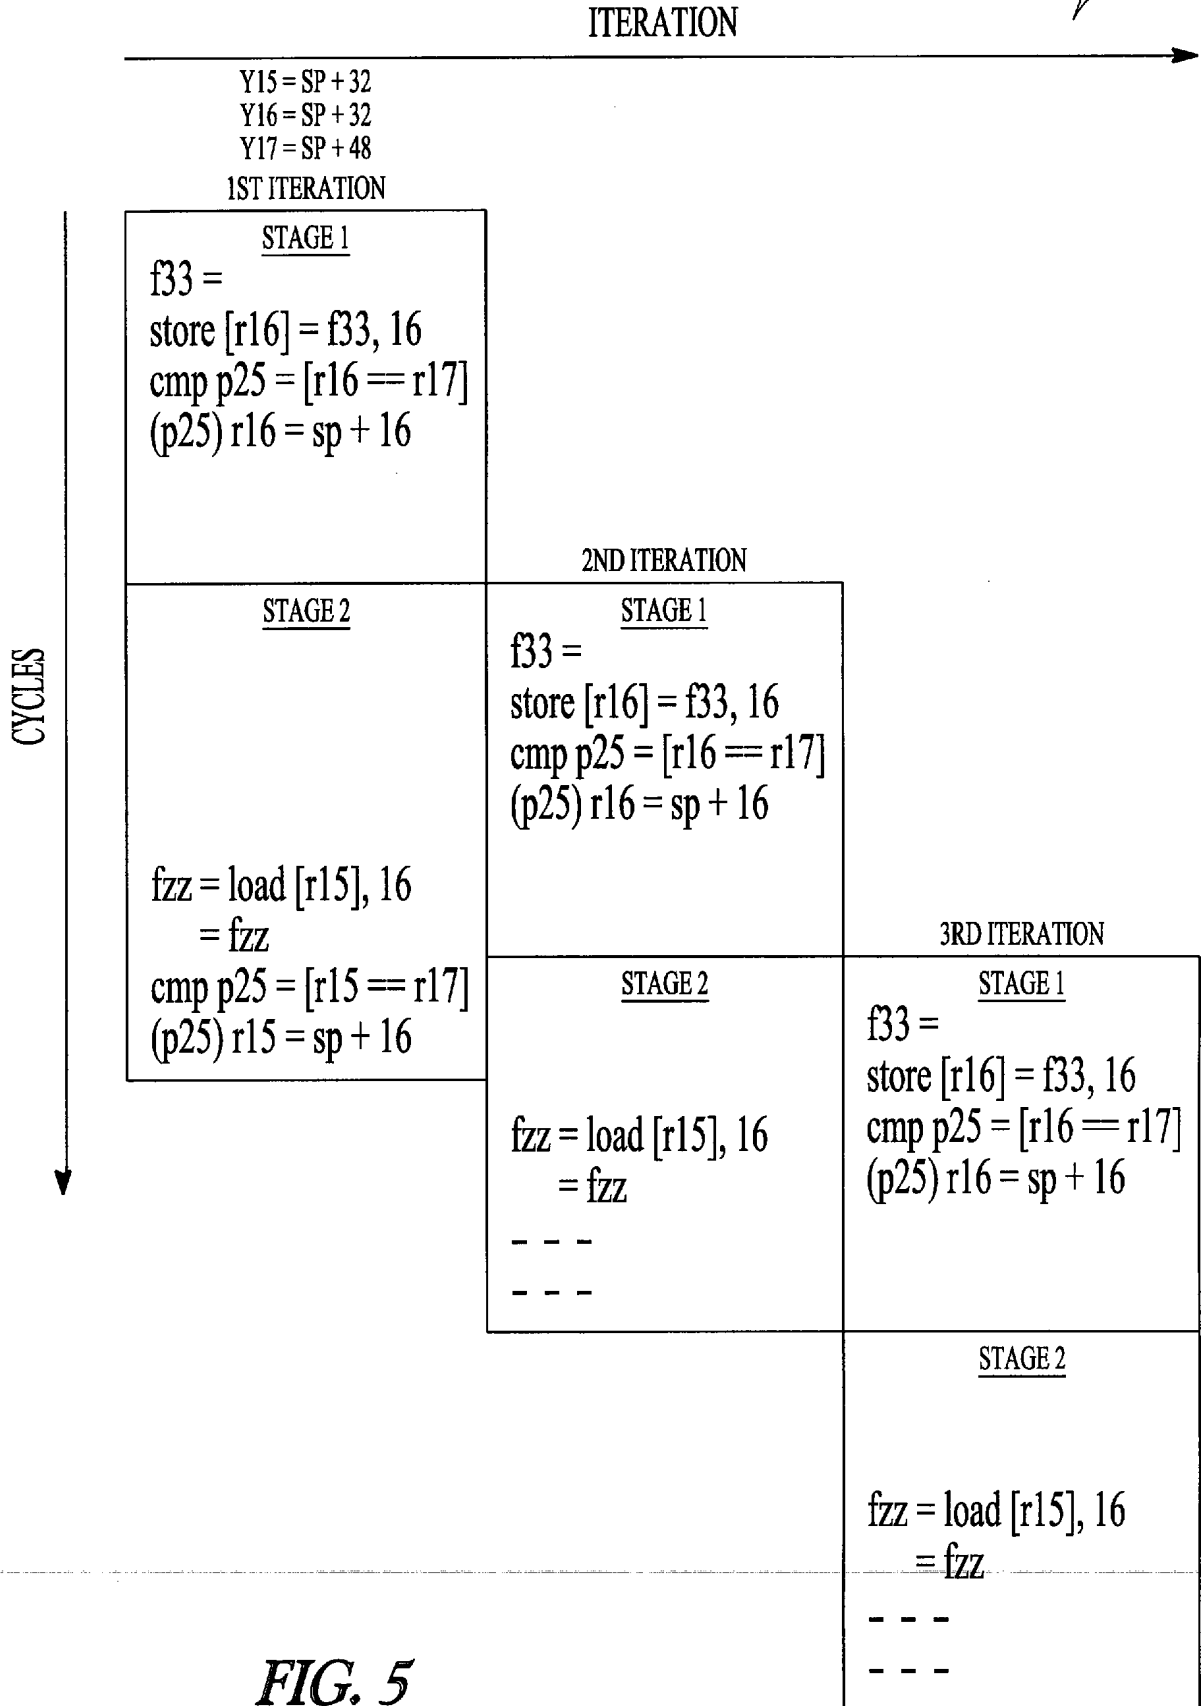 ITERATION
Y15 = SP + 32
Y16 = SP + 32
Y17 = SP + 48
1ST ITERATION
STAGE 1
f33 =
store [r16] = f33, 16
cmp p25 = [r16 == r17]
(p25) r16 = sp + 16
2ND ITERATION
STAGE 2
fzz = load [r15], 16
= fzz
cmp p25 = [r15 == r17]
(p25) r15 = sp + 16
STAGE 1
f33 =
store [r16] = f33, 16
cmp p25 = [r16 == r17]
(p25) r16 = sp + 16
3RD ITERATION
STAGE 2
fzz = load [r15], 16
= fzz
- - -
- - -
STAGE 1
f33 =
store [r16] = f33, 16
cmp p25 = [r16 == r17]
(p25) r16 = sp + 16
STAGE 2
fzz = load [r15], 16
= fzz
- - -
- - -
CYCLES
FIG. 5